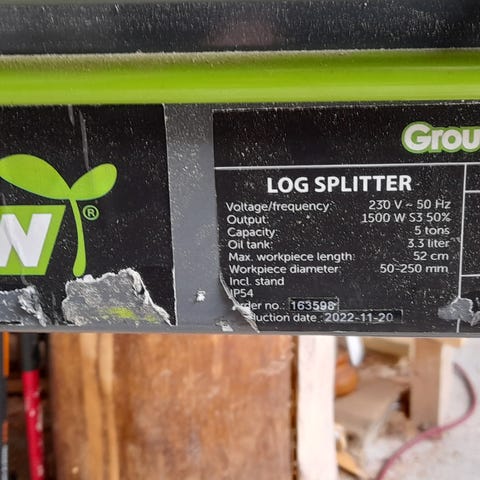 W®
Grou
LOG SPLITTER
Voltage/frequency: 230 V ~ 50 Hz
Output: 1500 W S3 50%
Capacity: 5 tons
Oil tank: 3.3 liter
Max. workpiece length: 52 cm
Workpiece diameter: 50-250 mm
Incl. stand
IP54
rder no.: 163598
duction date: 2022-11-20